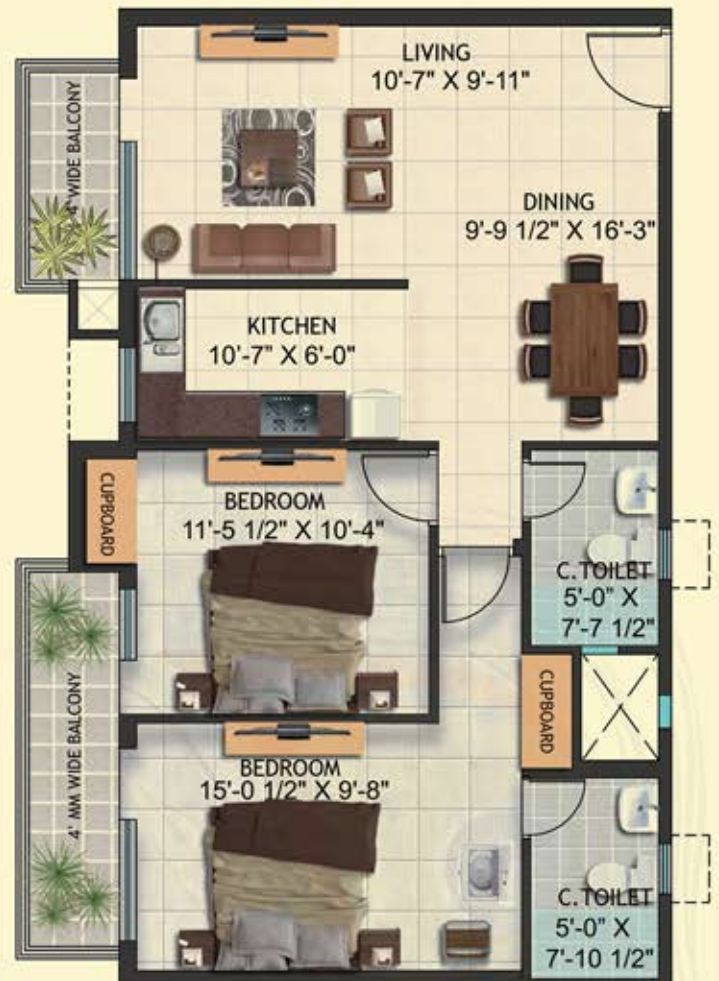 LIVING
10'-7" X 9'-11"
4' WIDE BALCONY
DINING
9'-9 1/2" X 16'-3"
KITCHEN
10'-7" X 6'-0"
CUPBOARD
BEDROOM
11'-5 1/2" X 10'-4"
C. TOILET
5'-0" X
7'-7 1/2"
4' MM WIDE BALCONY
CUPBOARD
BEDROOM
15'-0 1/2" X 9'-8"
C. TOILET
5'-0" X
7'-10 1/2"